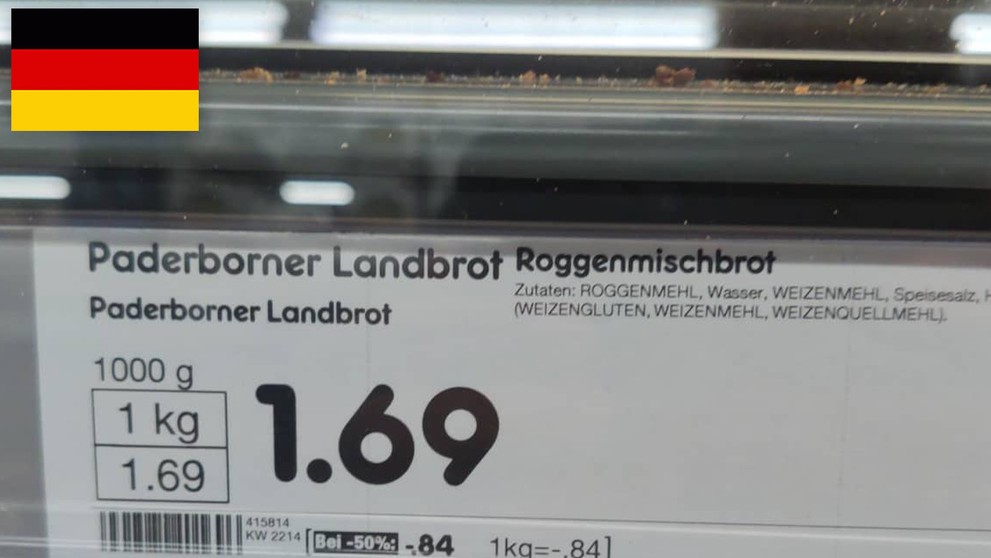 Paderborner Landbrot
Roggenmischbrot
Zutaten: ROGGENMEHL, Wasser, WEIZENMEHL, Speisesalz,
(WEIZENGLUTEN, WEIZENMEHL, WEIZENQUELLMEHL).
Paderborner Landbrot
1000 g
1 kg
1.69
1.69
415814
KW 2214
[Bei -50%: -.84 1kg=-.84]